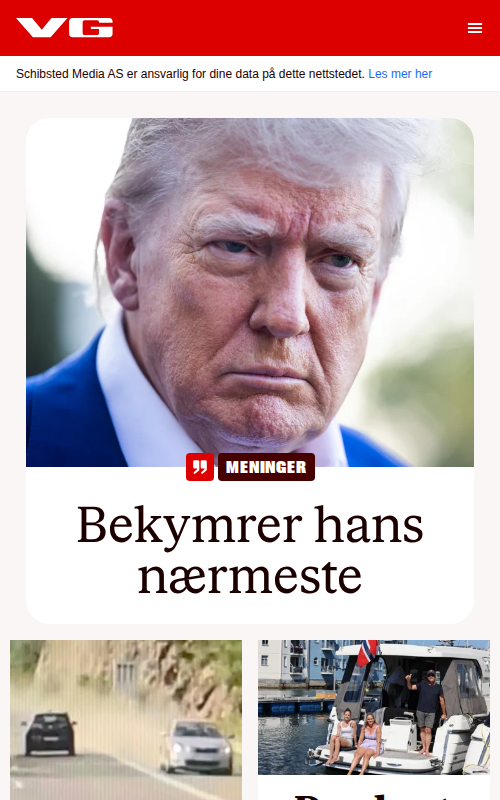 VG
Schibsted Media AS er ansvarlig for dine data på dette nettstedet. Les mer her
MENINGER
Bekymrer hans
nærmeste